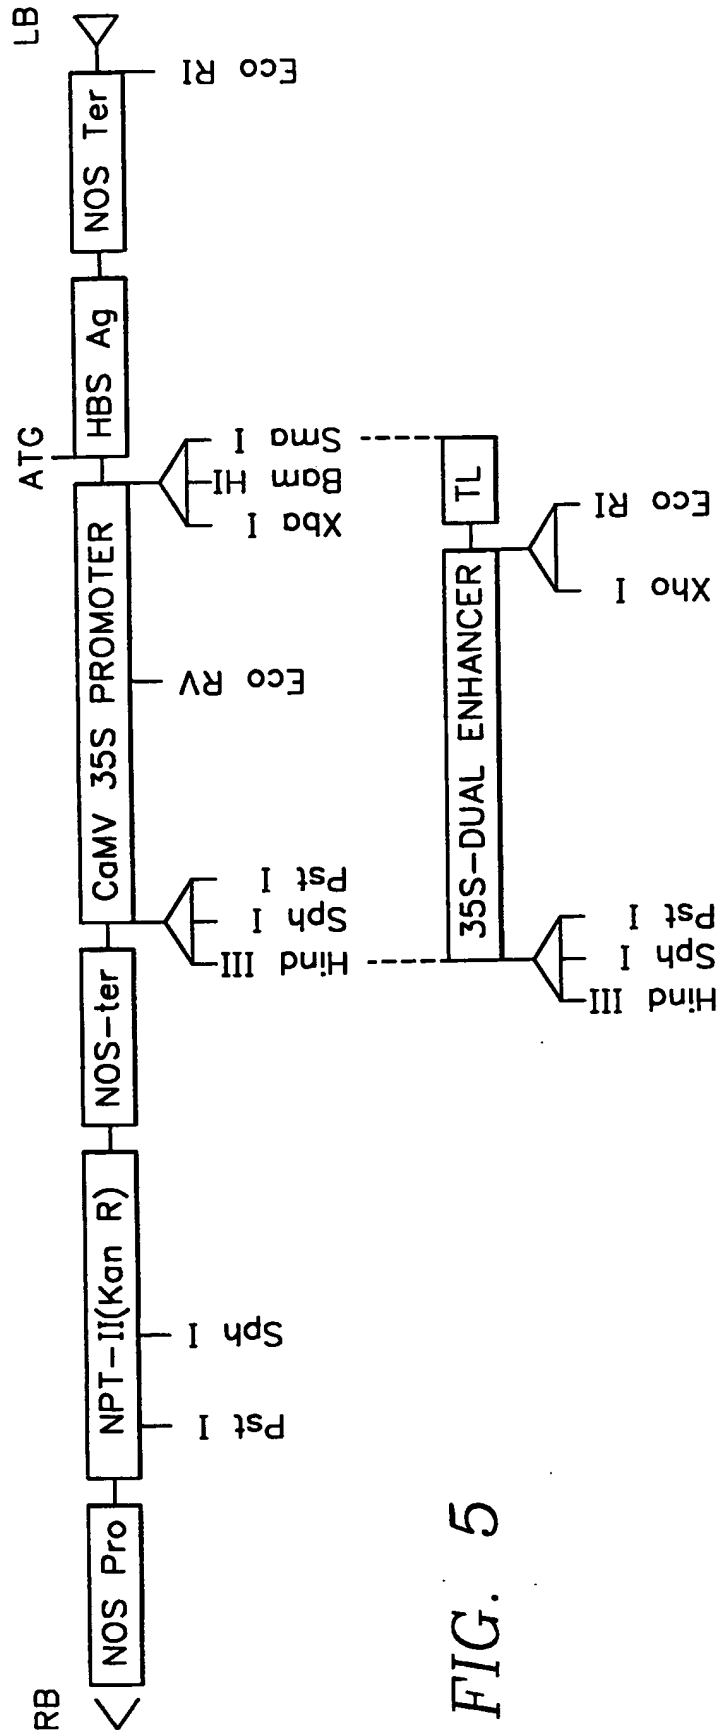 RB
LB
ATG
NOS Pro
NPT-II(Kan R)
NOS-ter
CaMV 35S PROMOTER
HBS Ag
NOS Ter
Pst I
Sph I
Hind III
Sph I
Pst I
Eco RV
Xba I
Bam HI
Sma I
Eco RI
35S-DUAL ENHANCER
TL
Hind III
Sph I
Pst I
Xho I
Eco RI
FIG. 5